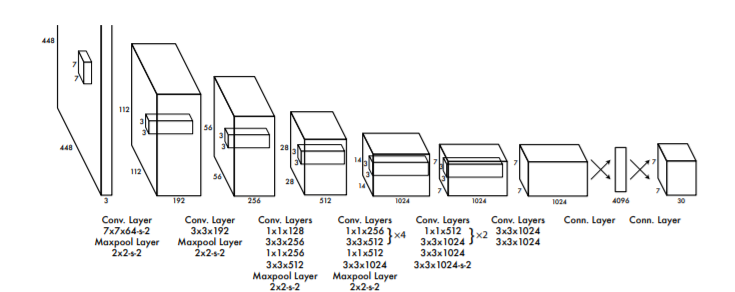 448
7
7
448
3
112
3
3
112
192
56
3
3
56
256
28
3
3
28
512
14
3
3
14
1024
7
3
3
7
1024
7
7
1024
4096
7
7
30
Conv. Layer
7x7x64-s-2
Maxpool Layer
2x2-s-2
Conv. Layer
3x3x192
Maxpool Layer
2x2-s-2
Conv. Layers
1x1x128
3x3x256
1x1x256
3x3x512
Maxpool Layer
2x2-s-2
Conv. Layers
1x1x256
3x3x512 } ×4
1x1x512
3x3x1024
Maxpool Layer
2x2-s-2
Conv. Layers
1x1x512
3x3x1024 } ×2
3x3x1024
3x3x1024-s-2
Conv. Layers
3x3x1024
3x3x1024
Conn. Layer
Conn. Layer